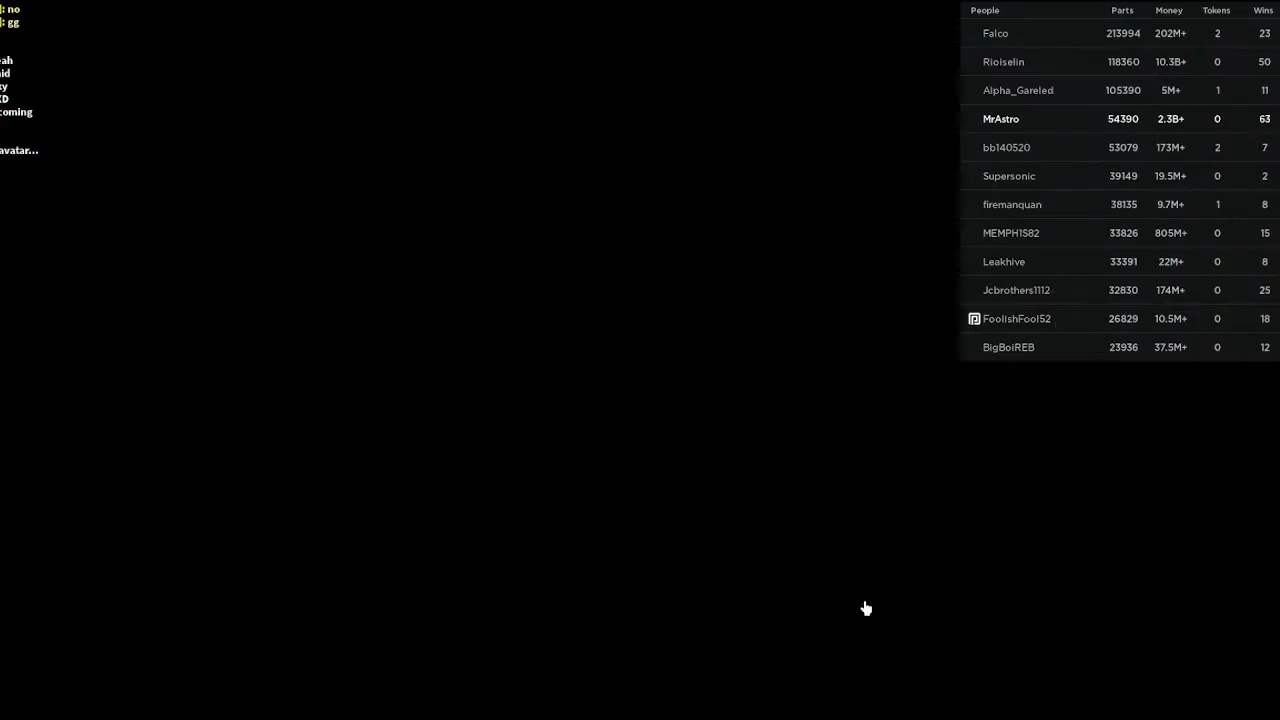 ]: no
]: gg
eah
id
ky
XD
coming
avatar...
People Parts Money Tokens Wins
Falco 213994 202M+ 2 23
Rioiselin 118360 10.3B+ 0 50
Alpha_Gareled 105390 5M+ 1 11
MrAstro 54390 2.3B+ 0 63
bb140520 53079 173M+ 2 7
Supersonic 39149 19.5M+ 0 2
firemanquan 38135 9.7M+ 1 8
MEMPH1S82 33826 805M+ 0 15
Leakhive 33391 22M+ 0 8
Jcbrothers1112 32830 174M+ 0 25
FoolishFool52 26829 10.5M+ 0 18
BigBoiREB 23936 37.5M+ 0 12